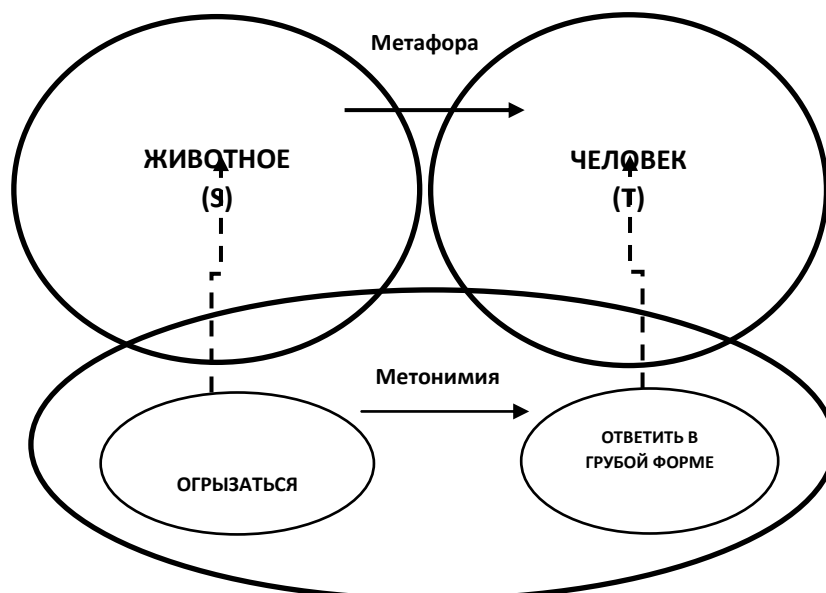 Метафора
ЖИВОТНОЕ
(S)
ЧЕЛОВЕК
(T)
Метонимия
ОГРЫЗАТЬСЯ
ОТВЕТИТЬ В
ГРУБОЙ ФОРМЕ